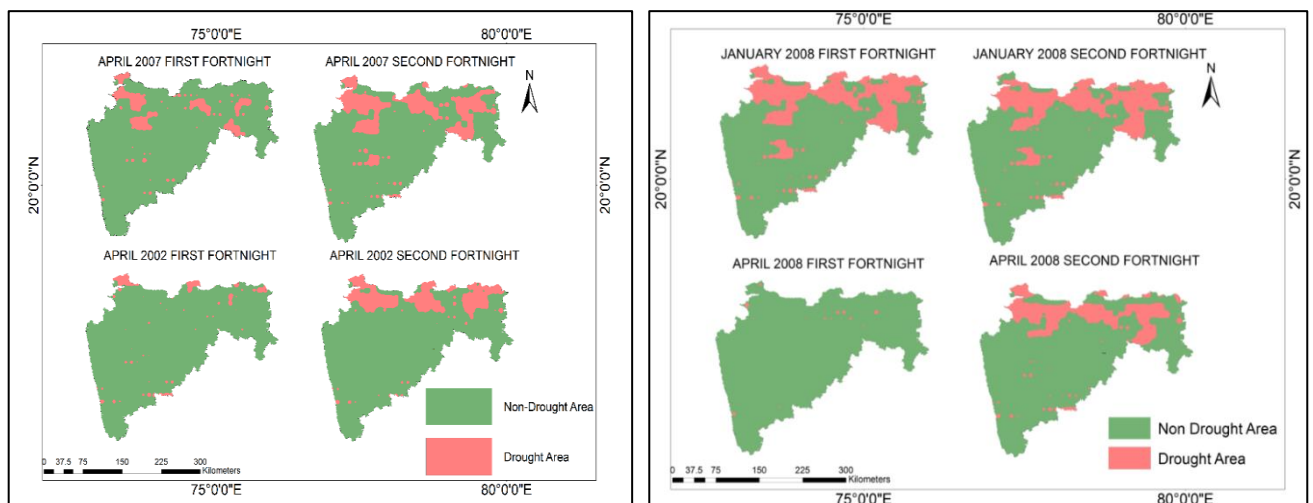 75°0'0"E 80°0'0"E
APRIL 2007 FIRST FORTNIGHT APRIL 2007 SECOND FORTNIGHT
N
20°0'0"N 20°0'0"N
APRIL 2002 FIRST FORTNIGHT APRIL 2002 SECOND FORTNIGHT
Non-Drought Area
Drought Area
0 37.5 75 150 225 300
Kilometers
75°0'0"E 80°0'0"E
75°0'0"E 80°0'0"E
JANUARY 2008 FIRST FORTNIGHT JANUARY 2008 SECOND FORTNIGHT
N
20°0'0"N 20°0'0"N
APRIL 2008 FIRST FORTNIGHT APRIL 2008 SECOND FORTNIGHT
Non Drought Area
Drought Area
0 37.5 75 150 225 300
Kilometers
75°0'0"E 80°0'0"E